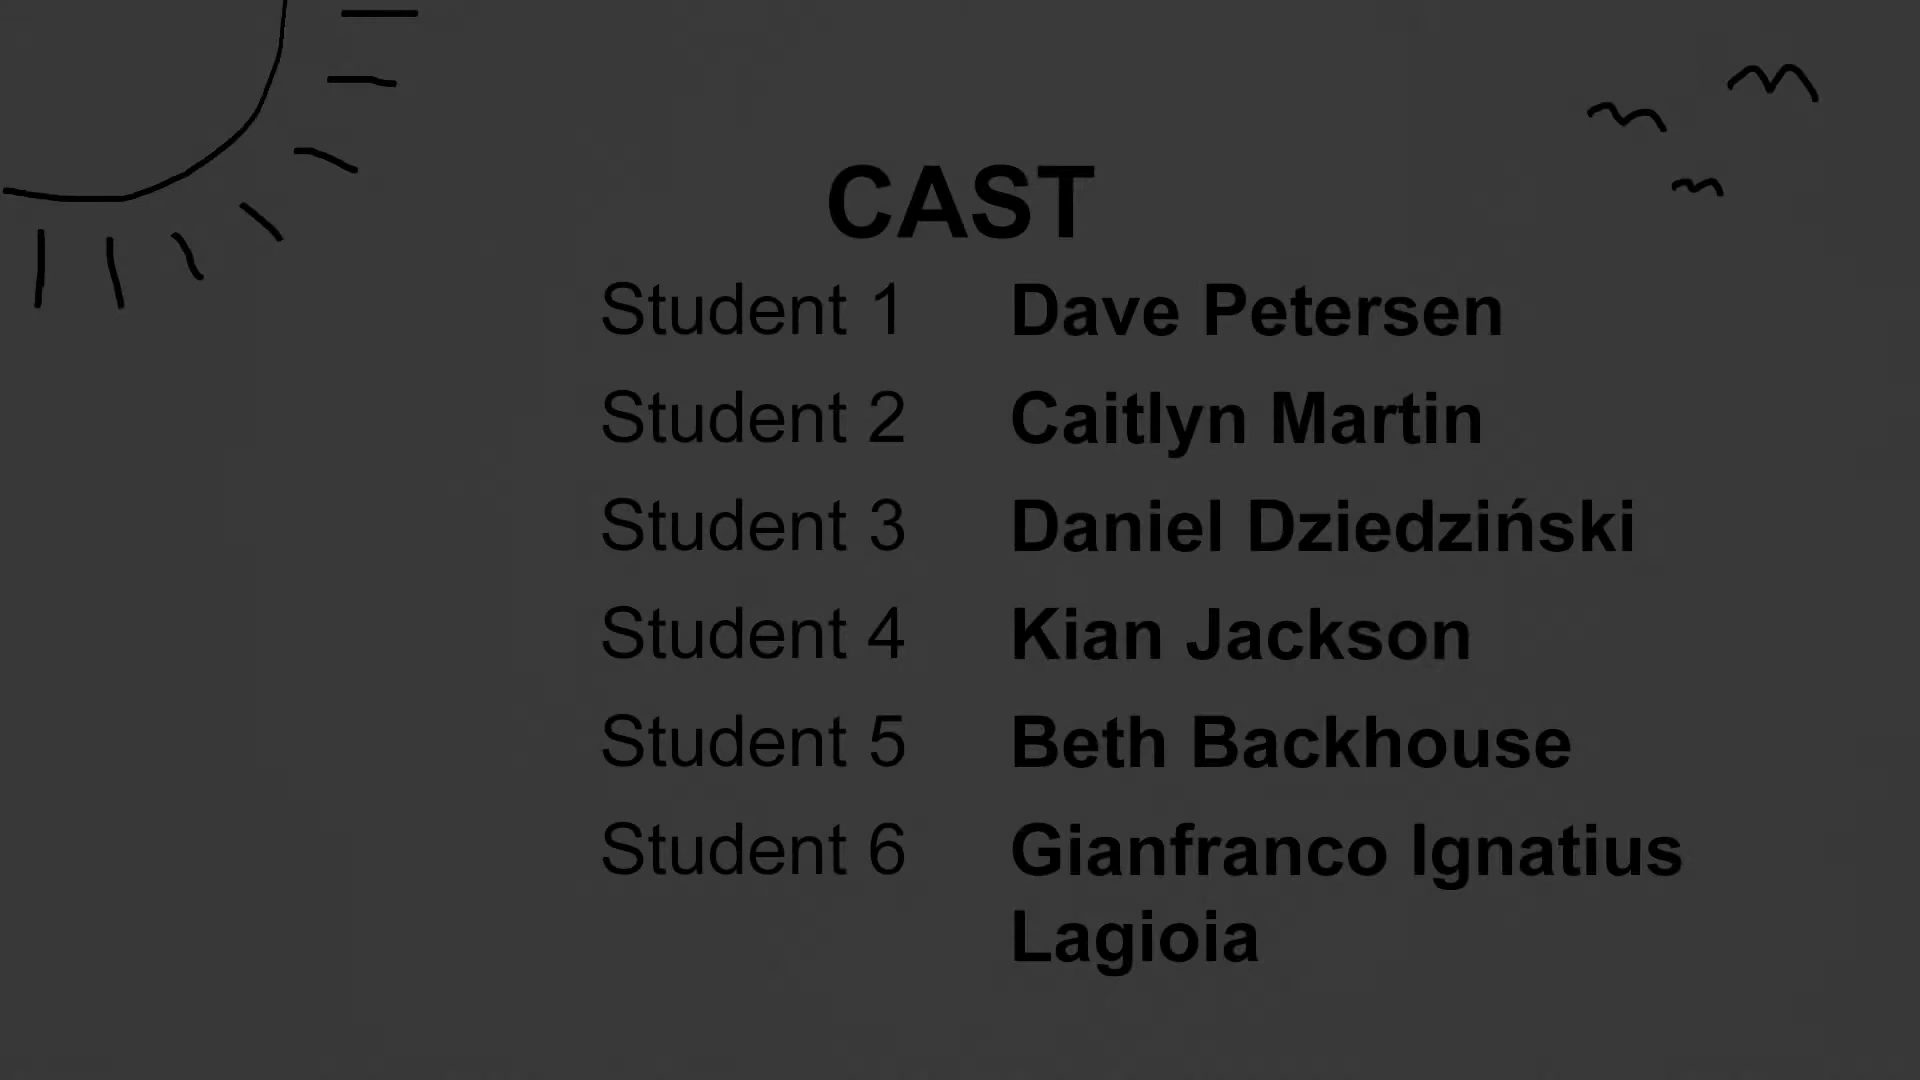 CAST
Student 1 Dave Petersen
Student 2 Caitlyn Martin
Student 3 Daniel Dziedziński
Student 4 Kian Jackson
Student 5 Beth Backhouse
Student 6 Gianfranco Ignatius
Lagioia